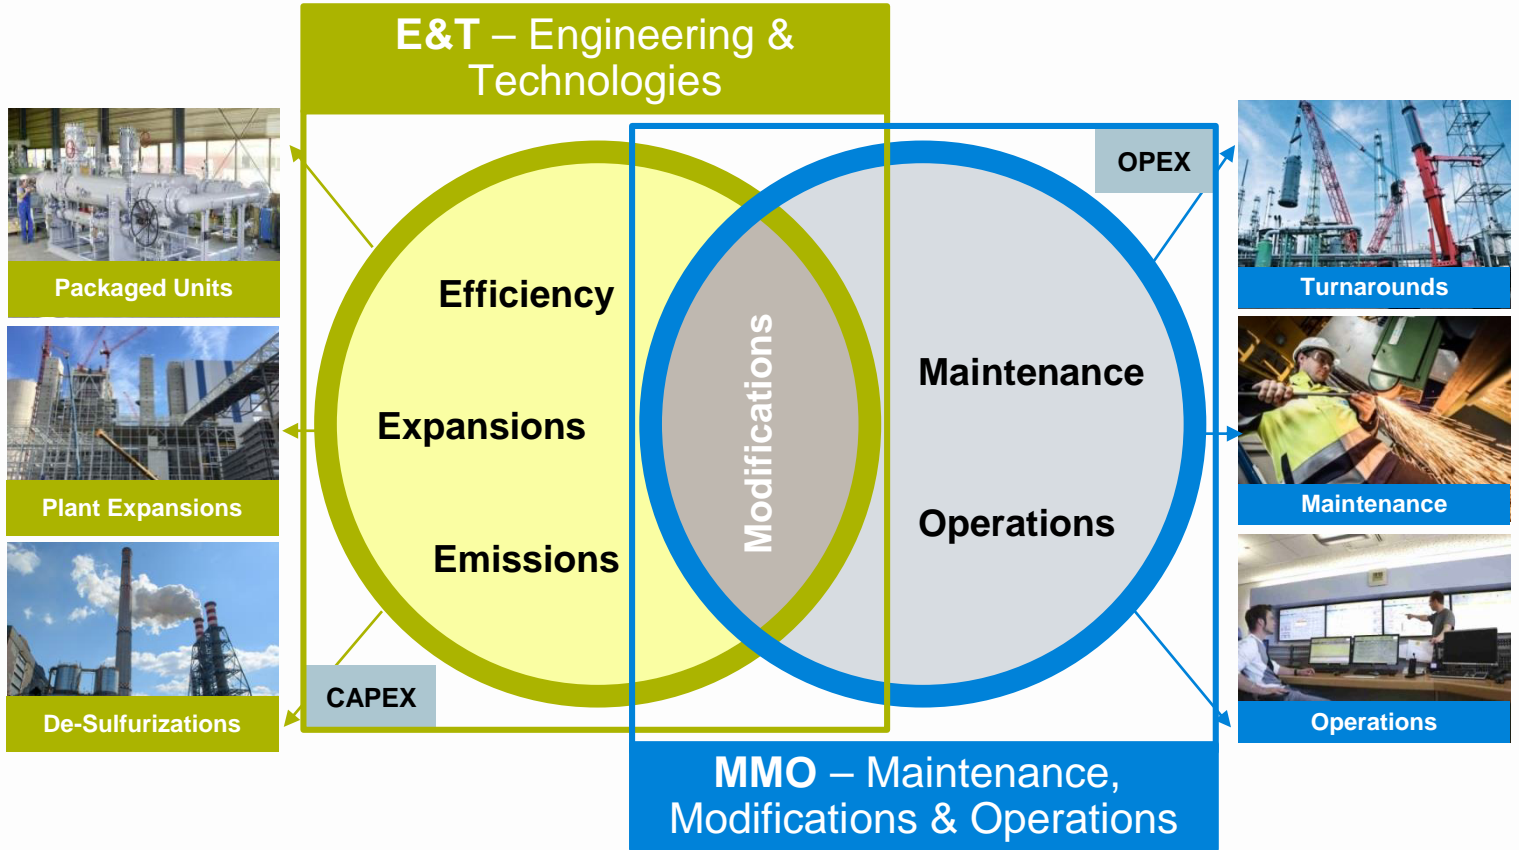 E&T – Engineering &
Technologies
OPEX
Packaged Units
Turnarounds
Efficiency
Maintenance
Expansions
Modifications
Plant Expansions
Maintenance
Operations
Emissions
CAPEX
De-Sulfurizations
Operations
MMO – Maintenance,
Modifications & Operations